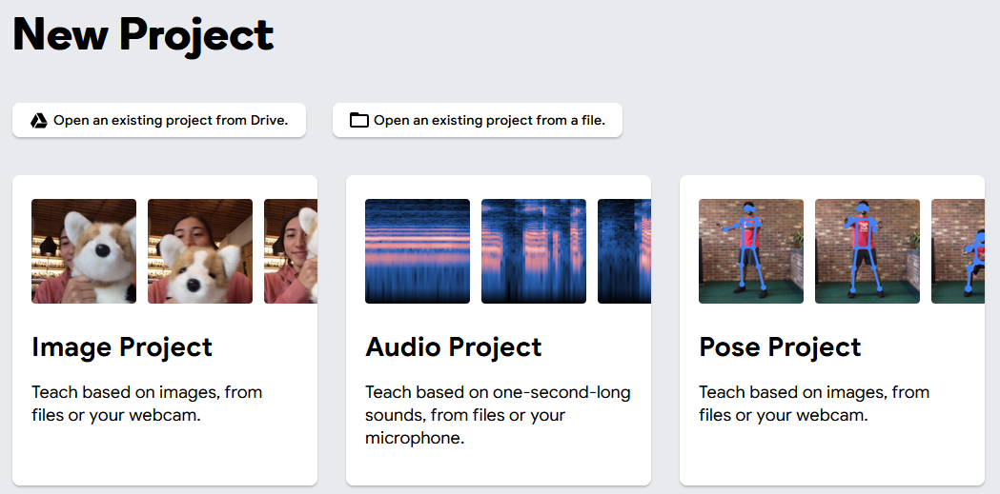 New Project
Open an existing project from Drive.
Open an existing project from a file.
Image Project
Teach based on images, from
files or your webcam.
Audio Project
Teach based on one-second-long
sounds, from files or your
microphone.
Pose Project
Teach based on images, from
files or your webcam.